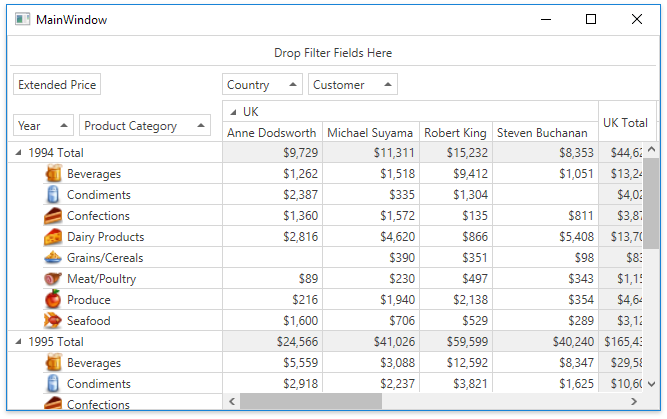 MainWindow
Drop Filter Fields Here
Extended Price Country Customer
Year Product Category UK UK Total
Anne Dodsworth Michael Suyama Robert King Steven Buchanan
1994 Total $9,729 $11,311 $15,232 $8,353 $44,62
Beverages $1,262 $1,518 $9,412 $1,051 $13,24
Condiments $2,387 $335 $1,304 $4,02
Confections $1,360 $1,572 $135 $811 $3,87
Dairy Products $2,816 $4,620 $866 $5,408 $13,70
Grains/Cereals $390 $351 $98 $83
Meat/Poultry $89 $230 $497 $343 $1,15
Produce $216 $1,940 $2,138 $354 $4,64
Seafood $1,600 $706 $529 $289 $3,12
1995 Total $24,566 $41,026 $59,599 $40,240 $165,43
Beverages $5,559 $3,088 $12,592 $8,347 $29,58
Condiments $2,918 $2,237 $3,821 $1,625 $10,60
Confections